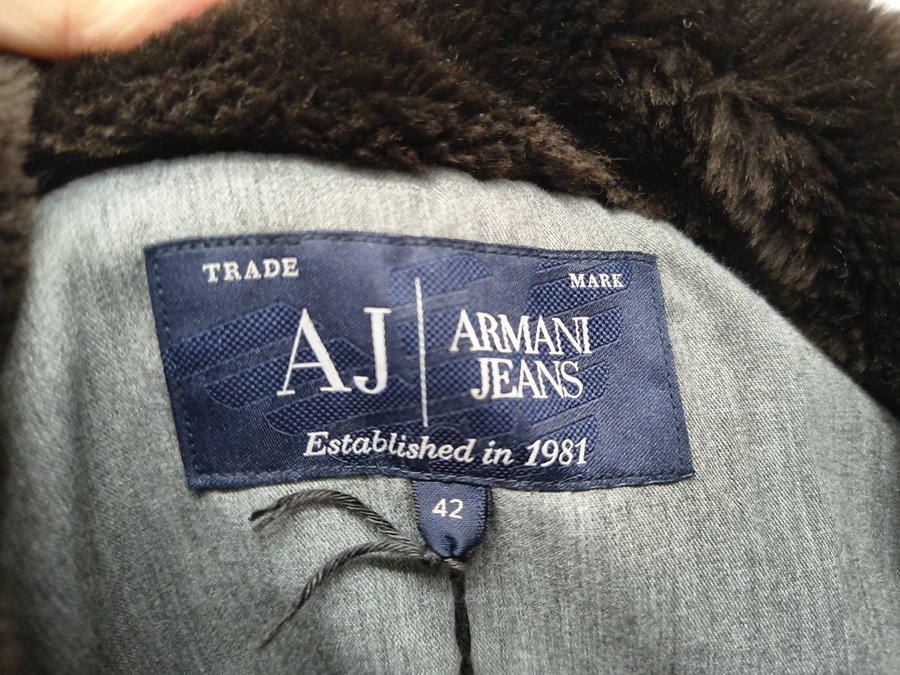 TRADE MARK
AJ
ARMANI
JEANS
Established in 1981
42